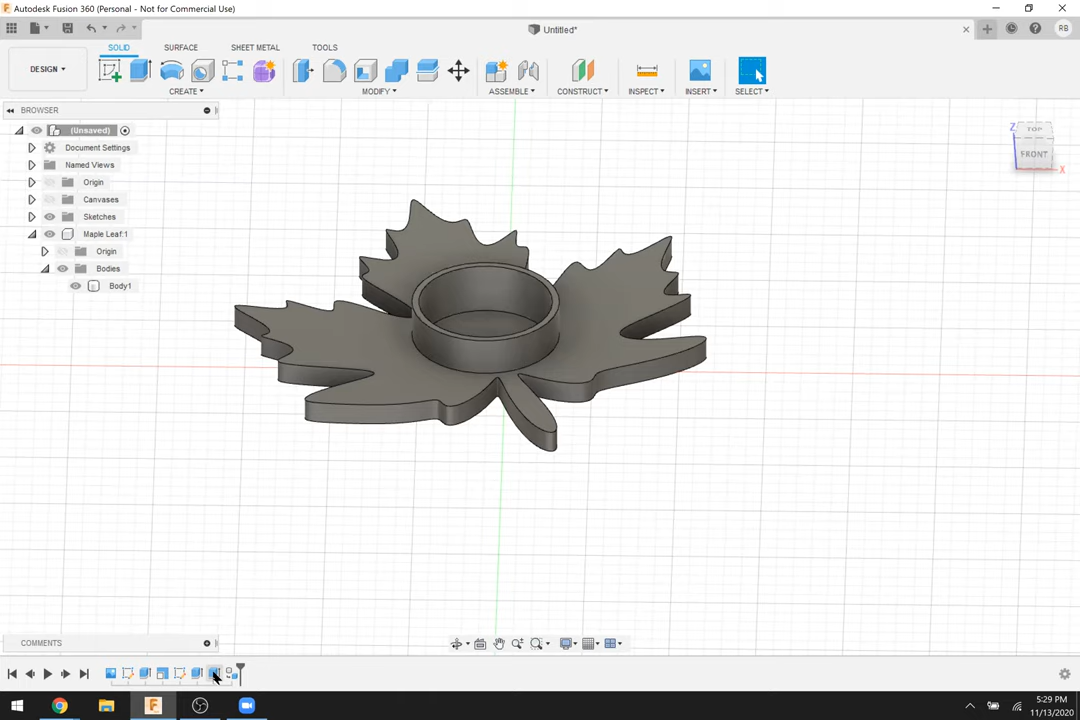 Autodesk Fusion 360 (Personal - Not for Commercial Use)
Untitled*
RB
SOLID SURFACE SHEET METAL TOOLS
DESIGN
CREATE MODIFY ASSEMBLE CONSTRUCT INSPECT INSERT SELECT
BROWSER
(Unsaved)
Document Settings
Named Views
Origin
Canvases
Sketches
Maple Leaf:1
Origin
Bodies
Body1
TOP
Z
FRONT
X
COMMENTS
5:29 PM
11/13/2020